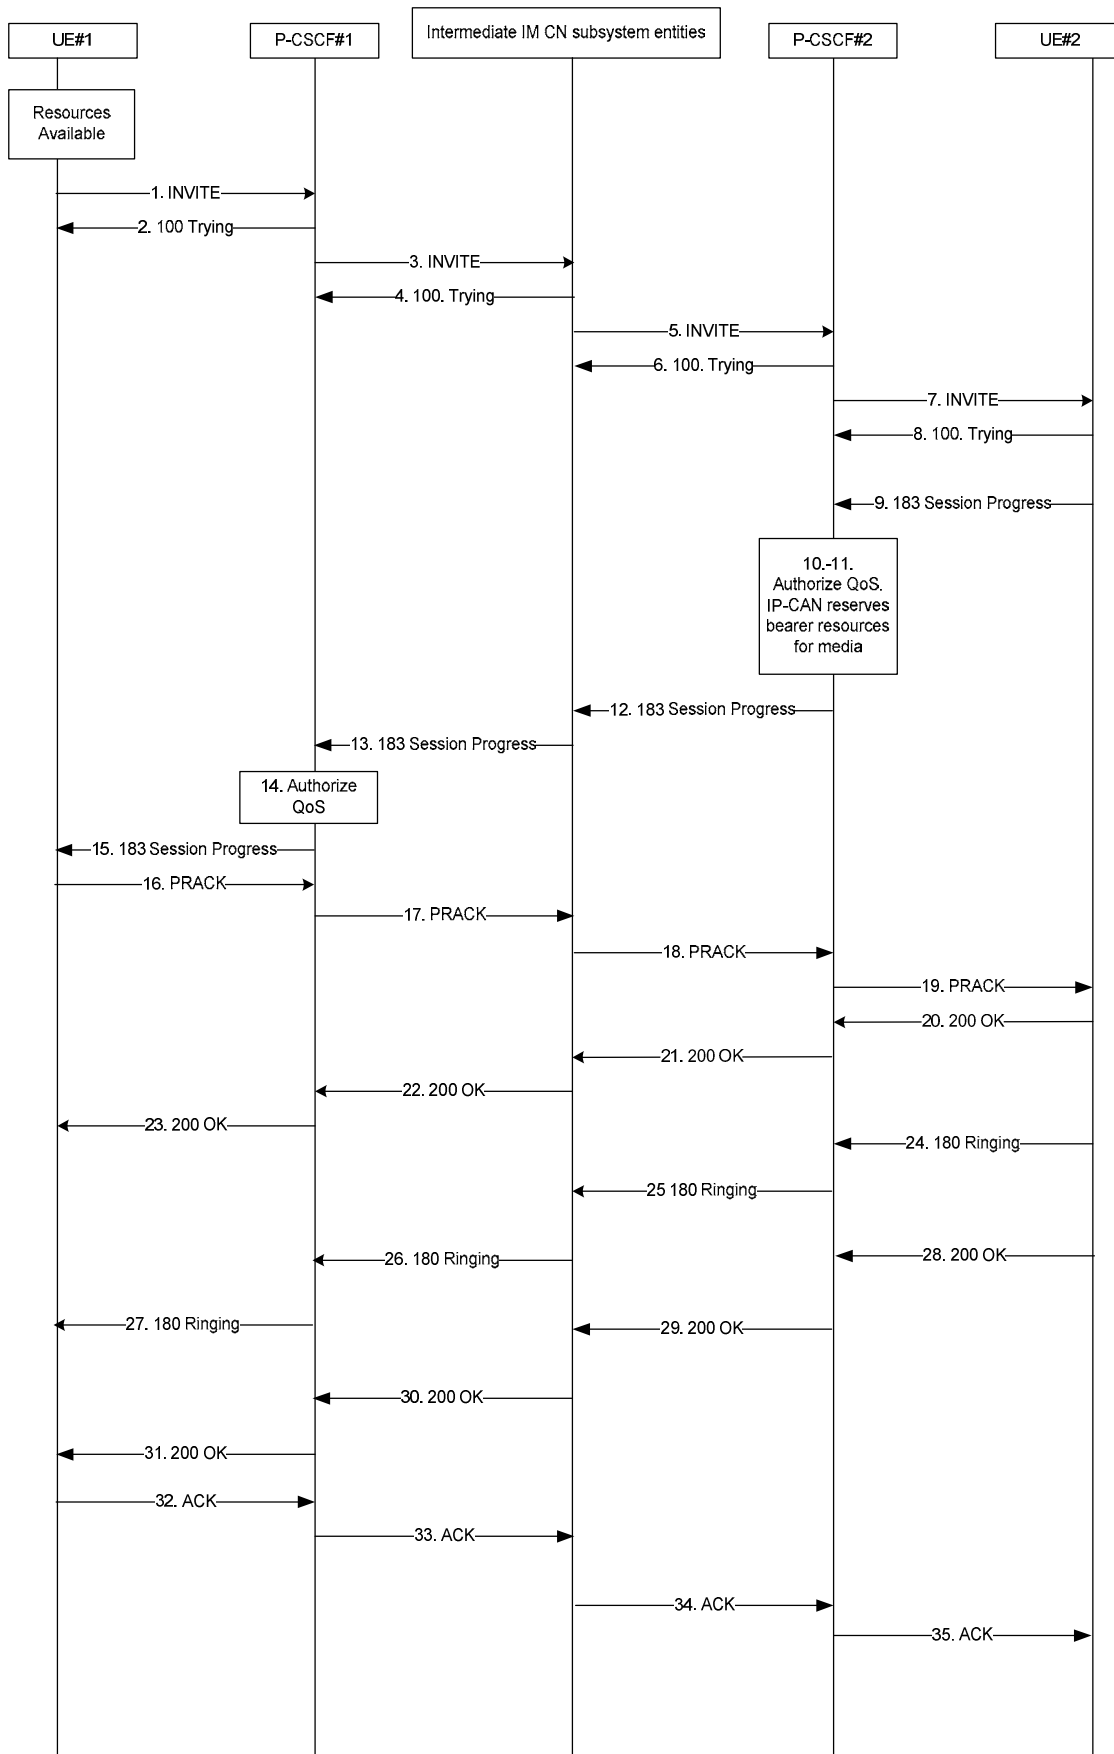 UE#1
P-CSCF#1
Intermediate IM CN subsystem entities
P-CSCF#2
UE#2
Resources
Available
1. INVITE
2. 100 Trying
3. INVITE
4. 100. Trying
5. INVITE
6. 100. Trying
7. INVITE
8. 100. Trying
9. 183 Session Progress
10.-11.
Authorize QoS.
IP-CAN reserves
bearer resources
for media
12. 183 Session Progress
13. 183 Session Progress
14. Authorize
QoS
15. 183 Session Progress
16. PRACK
17. PRACK
18. PRACK
19. PRACK
20. 200 OK
21. 200 OK
22. 200 OK
23. 200 OK
24. 180 Ringing
25 180 Ringing
26. 180 Ringing
28. 200 OK
27. 180 Ringing
29. 200 OK
30. 200 OK
31. 200 OK
32. ACK
33. ACK
34. ACK
35. ACK